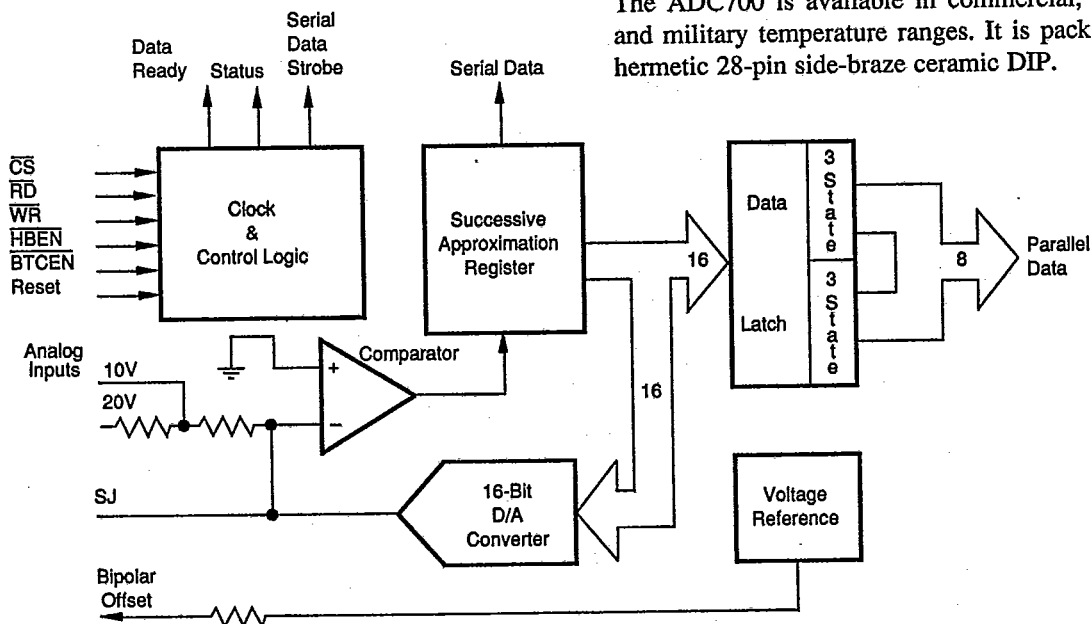 The ADC700 is available in commercial,
and military temperature ranges. It is pack
hermetic 28-pin side-braze ceramic DIP.
Data
Ready
Status
Serial
Data
Strobe
Serial Data
CS
RD
WR
HBEN
BTCEN
Reset
Clock
&
Control Logic
Successive
Approximation
Register
16
Data
Latch
3 State
3 State
8
Parallel
Data
Analog
Inputs
10V
20V
Comparator
+
−
16
SJ
16-Bit
D/A
Converter
Voltage
Reference
Bipolar
Offset